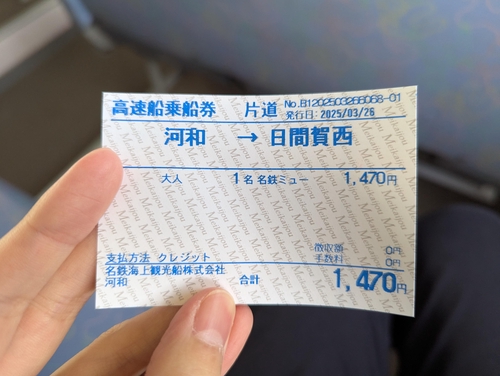 高速船乗船券 片道 No.B1202503266068-01
発行日: 2025/03/26
河和 → 日間賀西
大人 1名 名鉄ミュー 1,470円
徴収額 0円
支払方法 クレジット 手数料 0円
名鉄海上観光船株式会社
河和 合計 1,470円